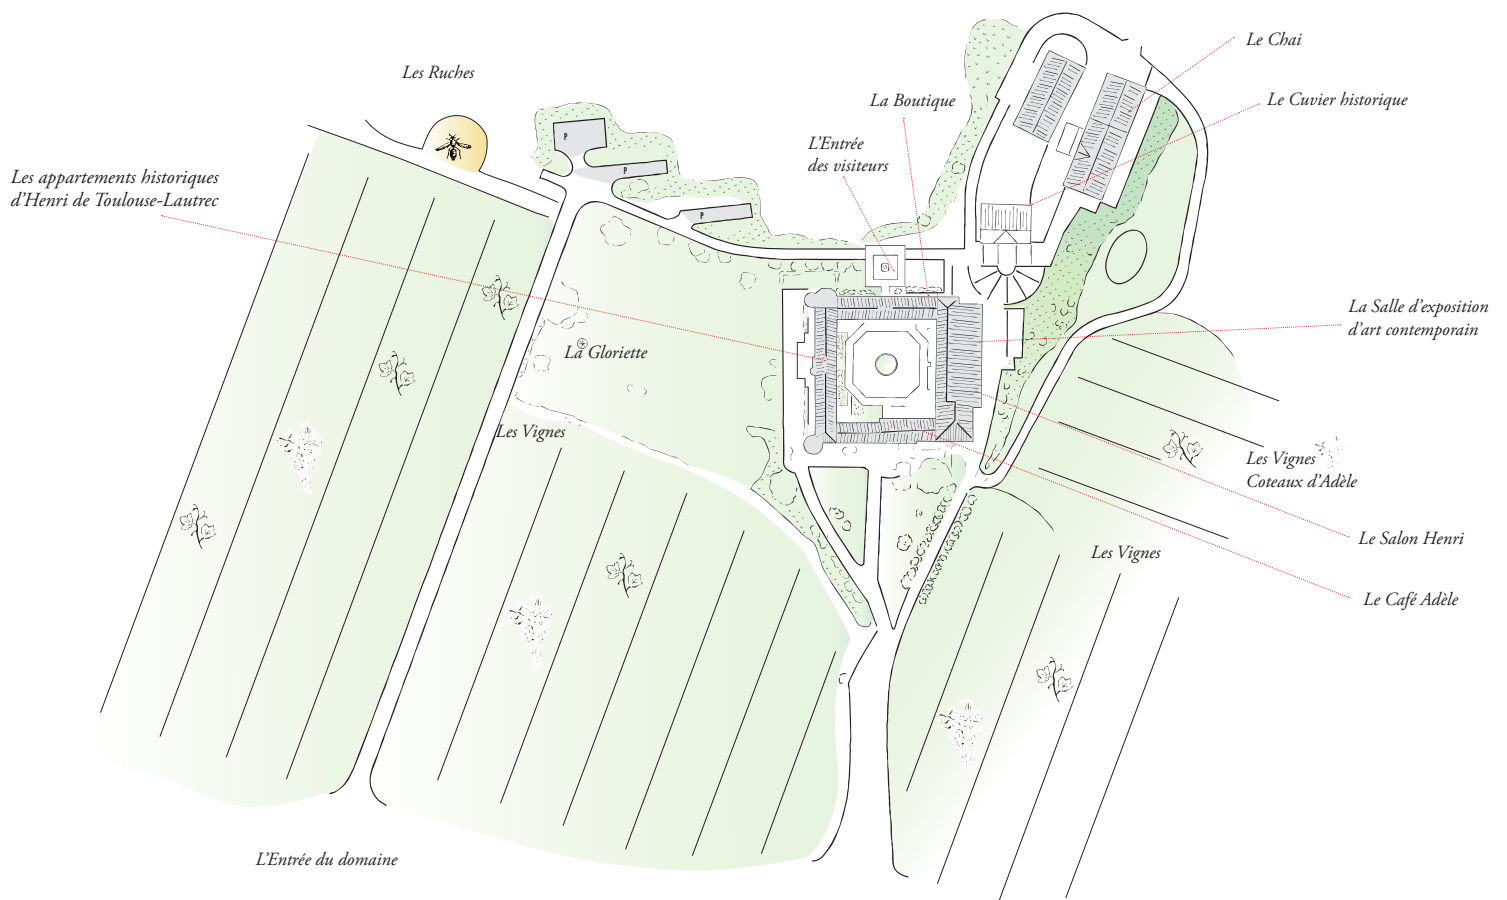 Le Chai
Les Ruches
La Boutique
Le Cuvier historique
L'Entrée
des visiteurs
P
P
P
Les appartements historiques
d'Henri de Toulouse-Lautrec
La Salle d'exposition
d'art contemporain
La Gloriette
Les Vignes
Les Vignes
Coteaux d'Adèle
Le Salon Henri
Les Vignes
Le Café Adèle
L'Entrée du domaine